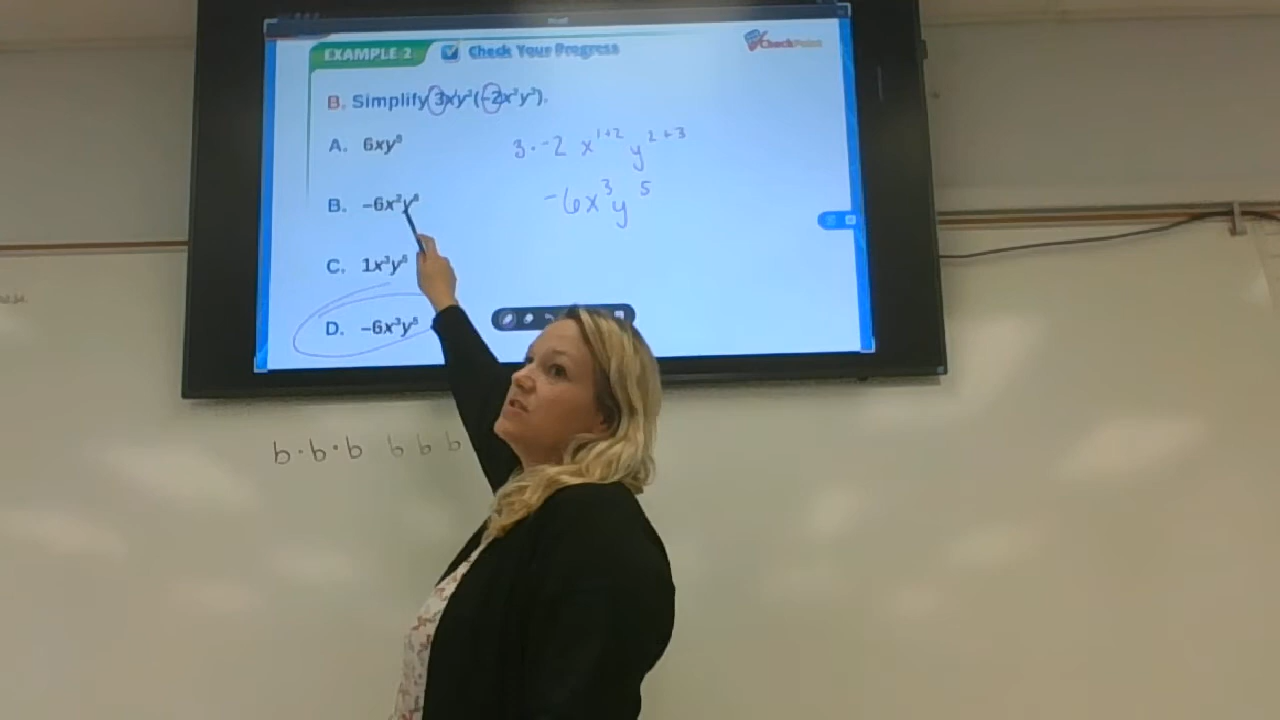 EXAMPLE 2 Check Your Progress CheckPoint
B. Simplify 3xy²(–2x²y³).
A. 6xy⁵
3 · -2 x¹⁺² y²⁺³
B. –6x²y⁶
-6x³y⁵
C. 1x³y⁵
D. –6x³y⁵
b · b · b b b b